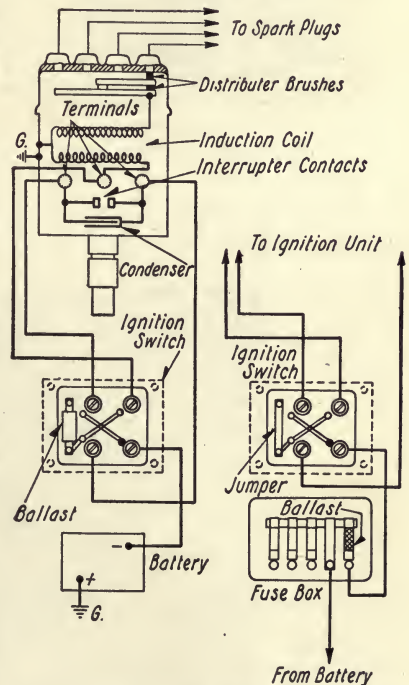 To Spark Plugs
Distributer Brushes
Terminals
G.
Induction Coil
Interrupter Contacts
Condenser
To Ignition Unit
Ignition
Switch
Ignition
Switch
Ballast
Jumper
Ballast
- Battery
+
G.
Fuse Box
From Battery